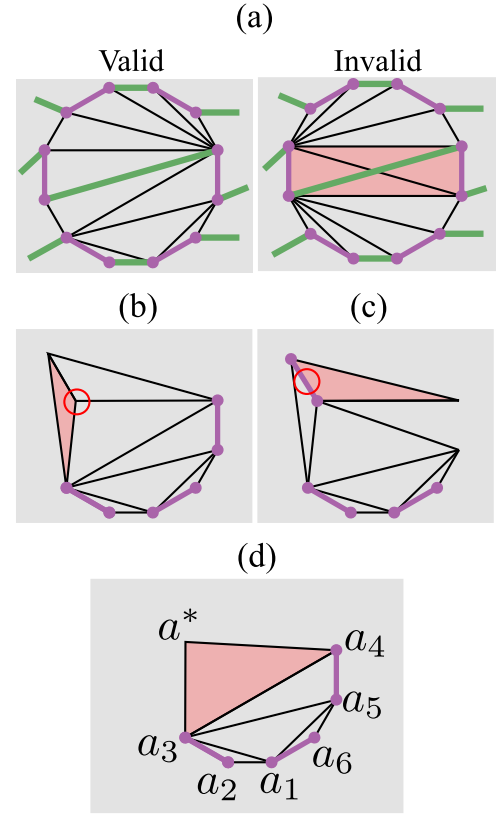 (a)
Valid Invalid
(b) (c)
(d)
a* a₄
a₃ a₅
a₂ a₁ a₆